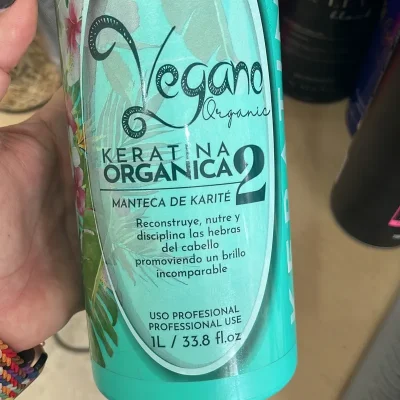 Vegano
Organic
KERATINA
ORGÁNICA 2
MANTECA DE KARITÉ
Reconstruye, nutre y
disciplina las hebras
del cabello
promoviendo un brillo
incomparable
USO PROFESIONAL
PROFESSIONAL USE
1L / 33.8 fl.oz